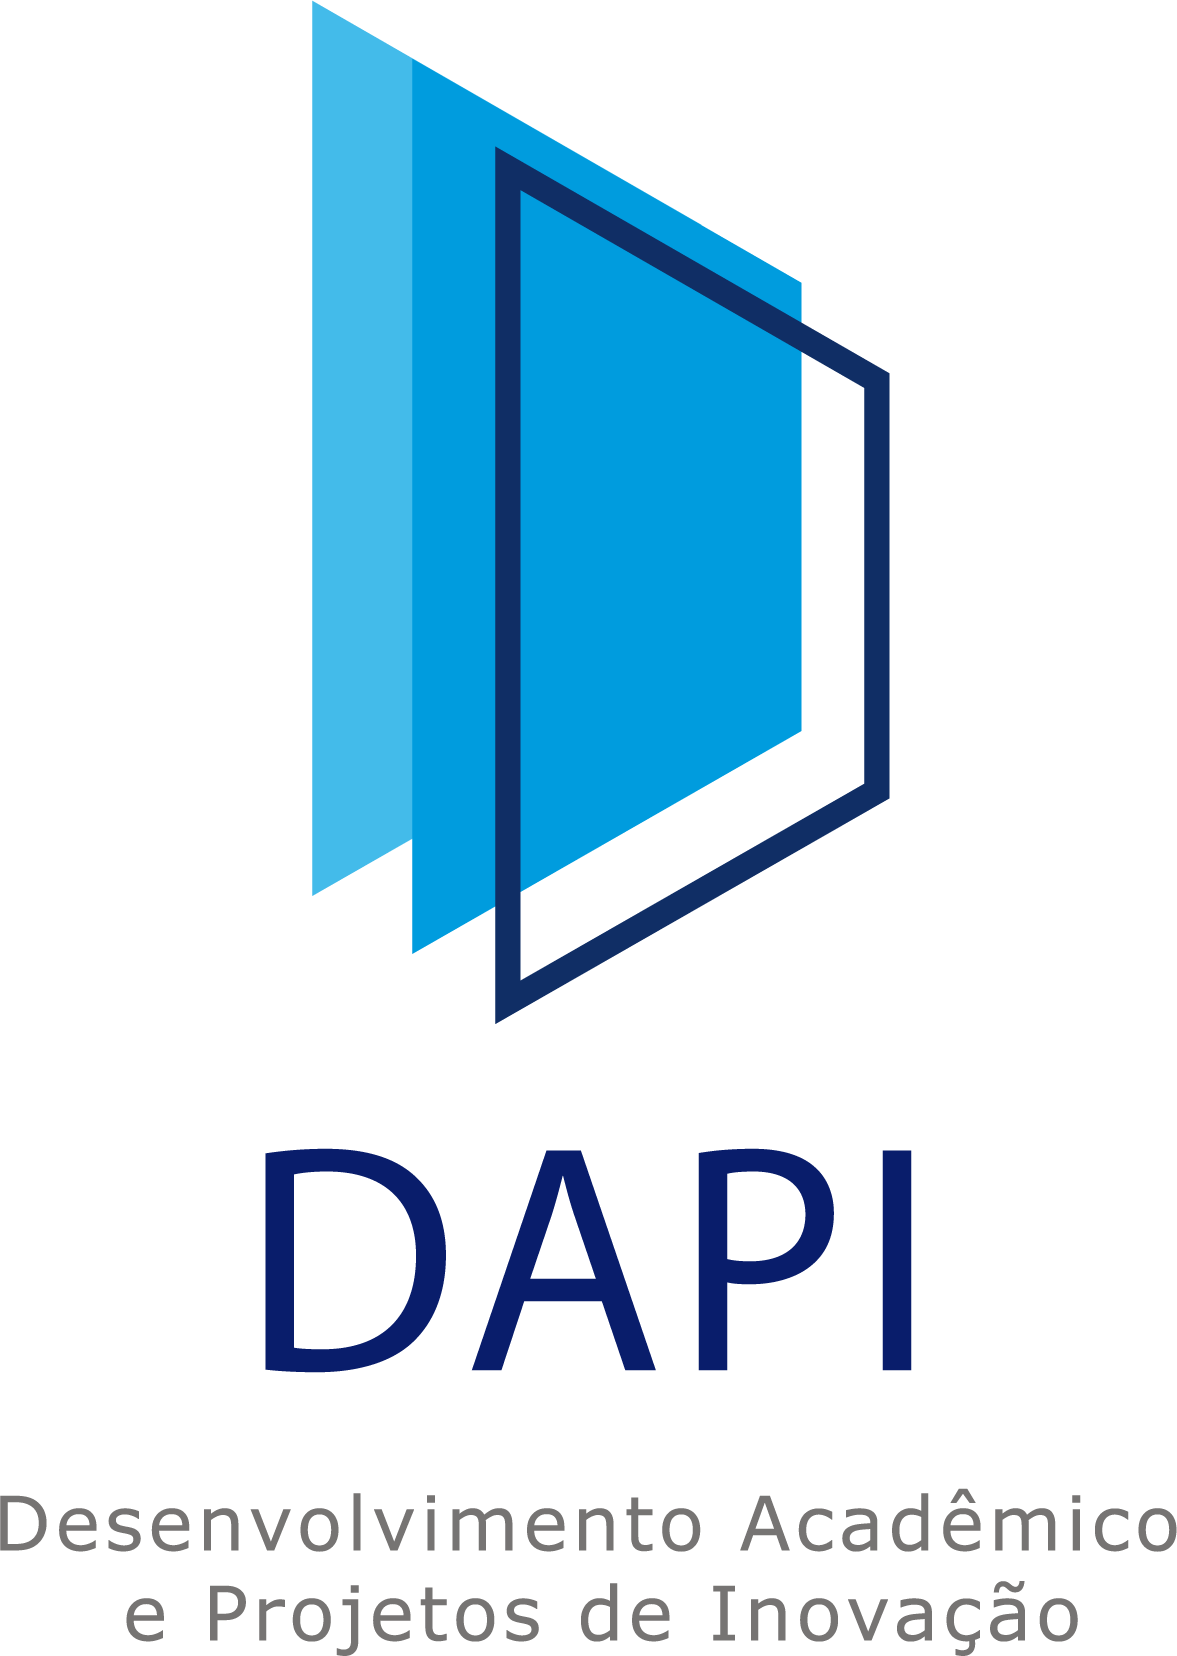 DAPI
Desenvolvimento Acadêmico
e Projetos de Inovação